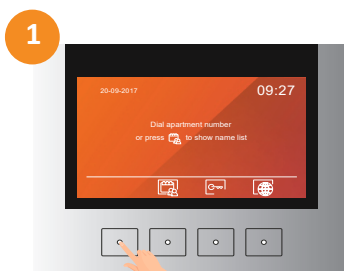 1
20-09-2017
09:27
Dial apartment number
or press to show name list